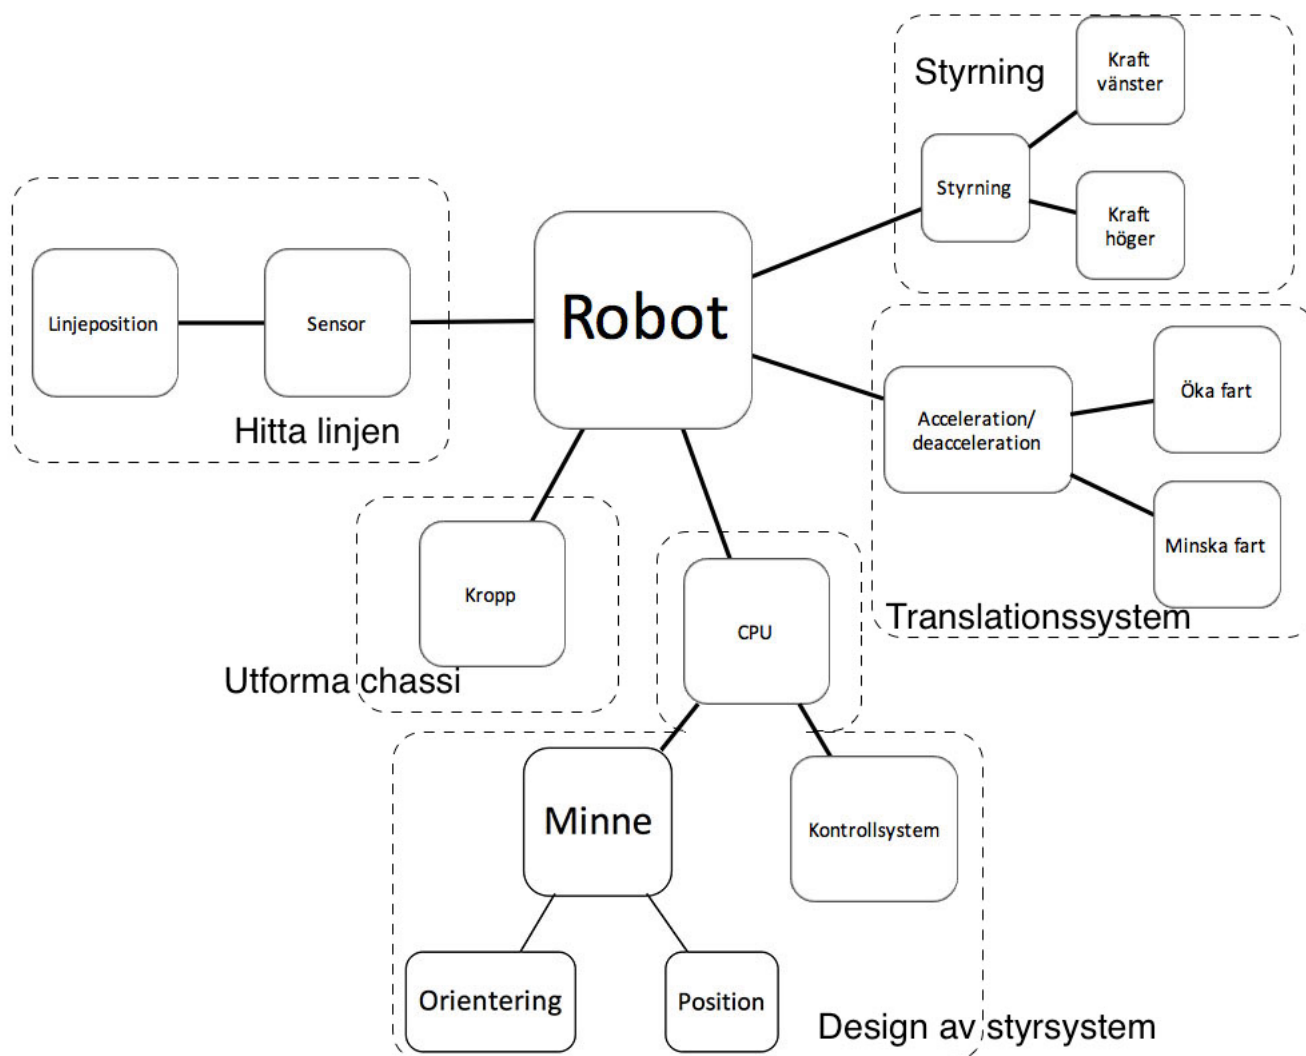 Styrning
Kraft
vänster
Styrning
Kraft
höger
Robot
Linjeposition
Sensor
Hitta linjen
Acceleration/
deacceleration
Öka fart
Minska fart
Translationssystem
Kropp
Utforma chassi
CPU
Minne
Kontrollsystem
Orientering
Position
Design av styrsystem